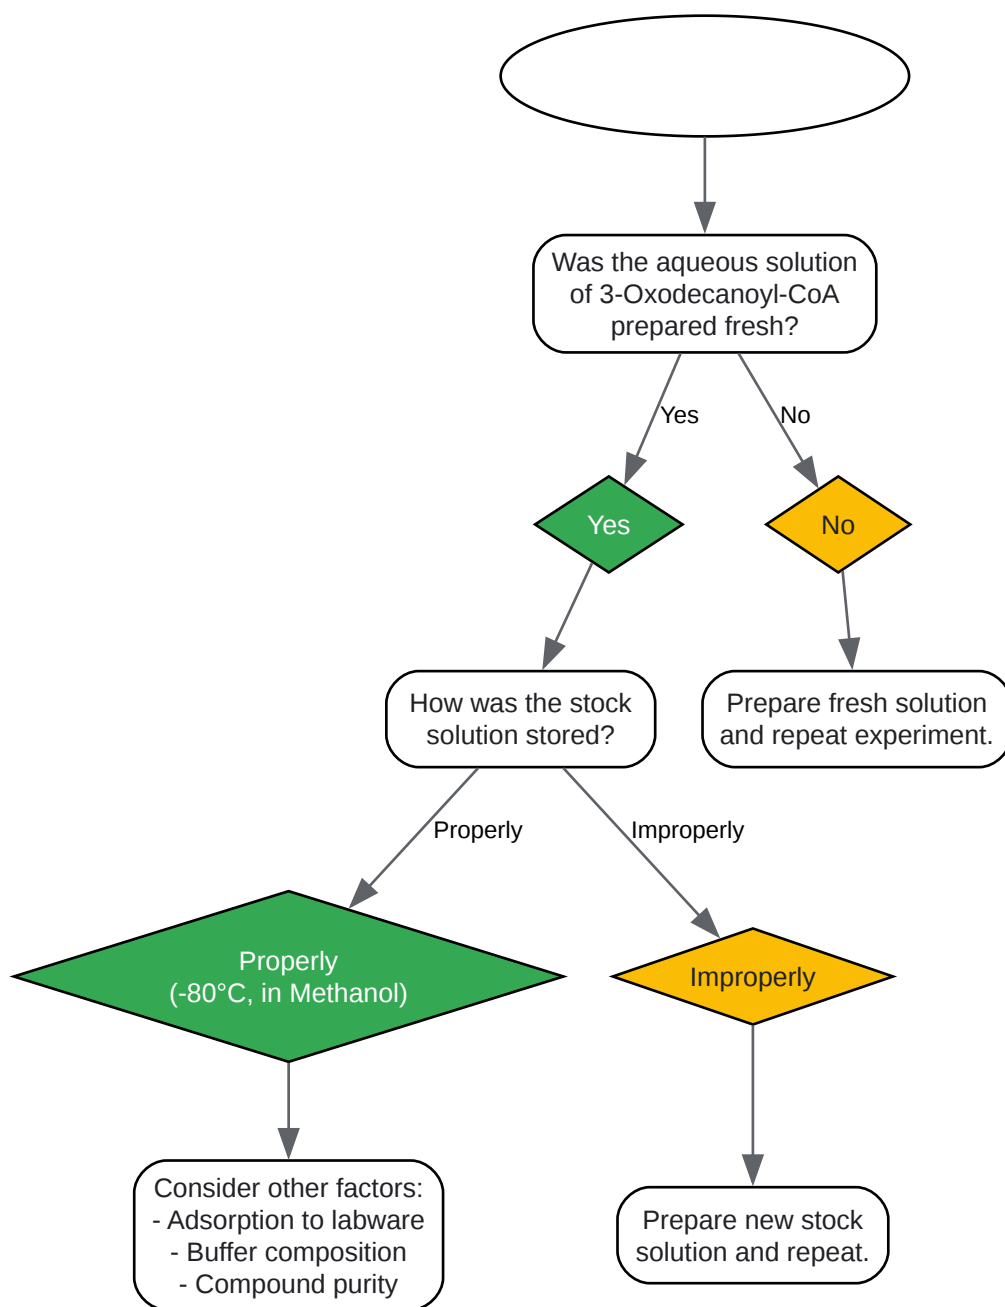 Was the aqueous solution
of 3-Oxodecanoyl-CoA
prepared fresh?
Yes
No
Yes
No
How was the stock
solution stored?
Prepare fresh solution
and repeat experiment.
Properly
Improperly
Properly
(-80°C, in Methanol)
Improperly
Consider other factors:
- Adsorption to labware
- Buffer composition
- Compound purity
Prepare new stock
solution and repeat.